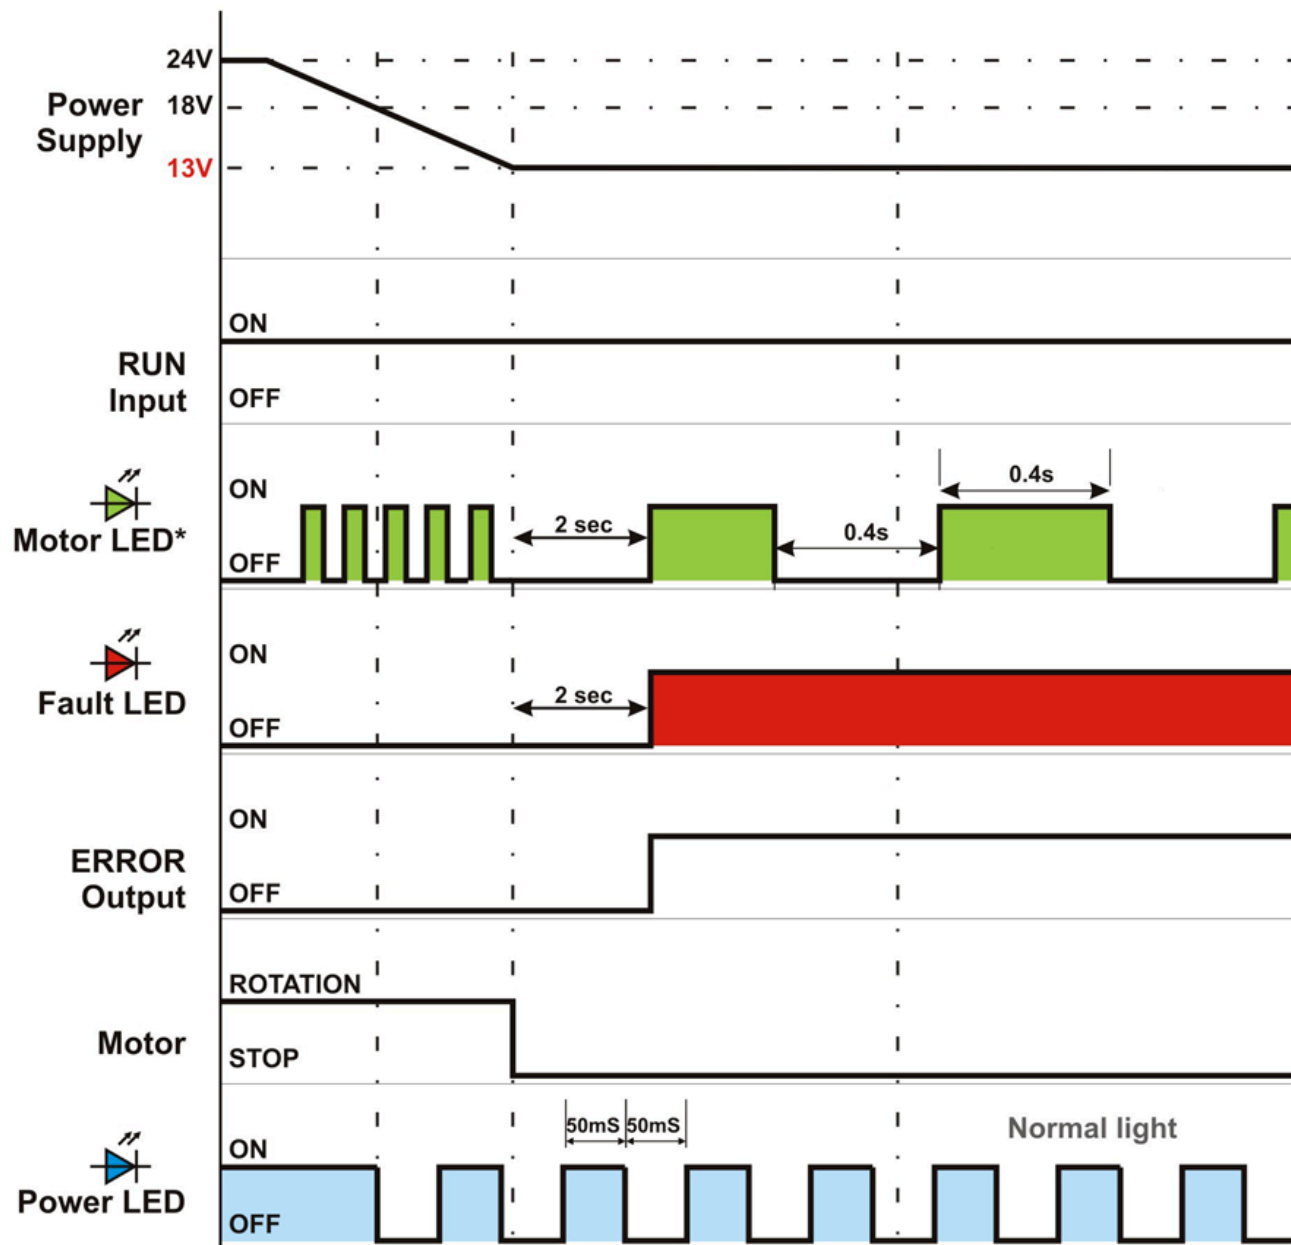 24V
Power
Supply
18V
13V
ON
RUN
Input
OFF
ON
0.4s
Motor LED*
2 sec
0.4s
OFF
ON
Fault LED
2 sec
OFF
ON
ERROR
Output
OFF
ROTATION
Motor
STOP
50mS 50mS
Normal light
ON
Power LED
OFF